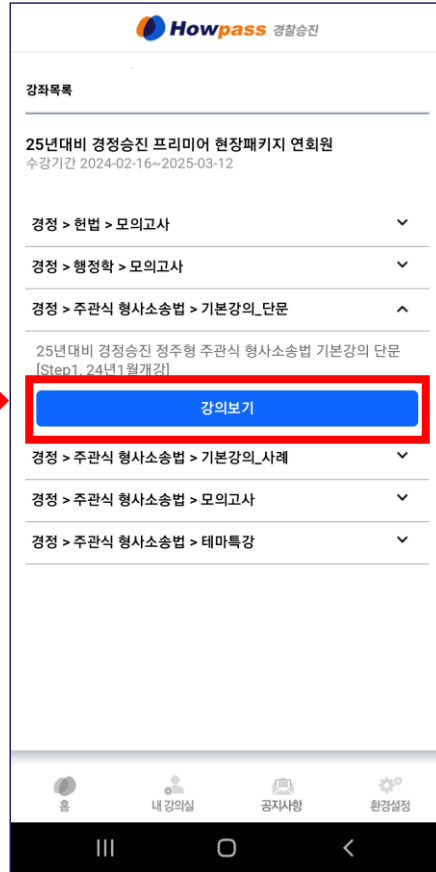 Howpass 경찰승진
강좌목록
25년대비 경정승진 프리미어 현장패키지 연회원
수강기간 2024-02-16~2025-03-12
경정 > 헌법 > 모의고사
경정 > 행정학 > 모의고사
경정 > 주관식 형사소송법 > 기본강의_단문
25년대비 경정승진 정주형 주관식 형사소송법 기본강의 단문
[Step1, 24년1월개강]
강의보기
경정 > 주관식 형사소송법 > 기본강의_사례
경정 > 주관식 형사소송법 > 모의고사
경정 > 주관식 형사소송법 > 테마특강
홈 내 강의실 공지사항 환경설정